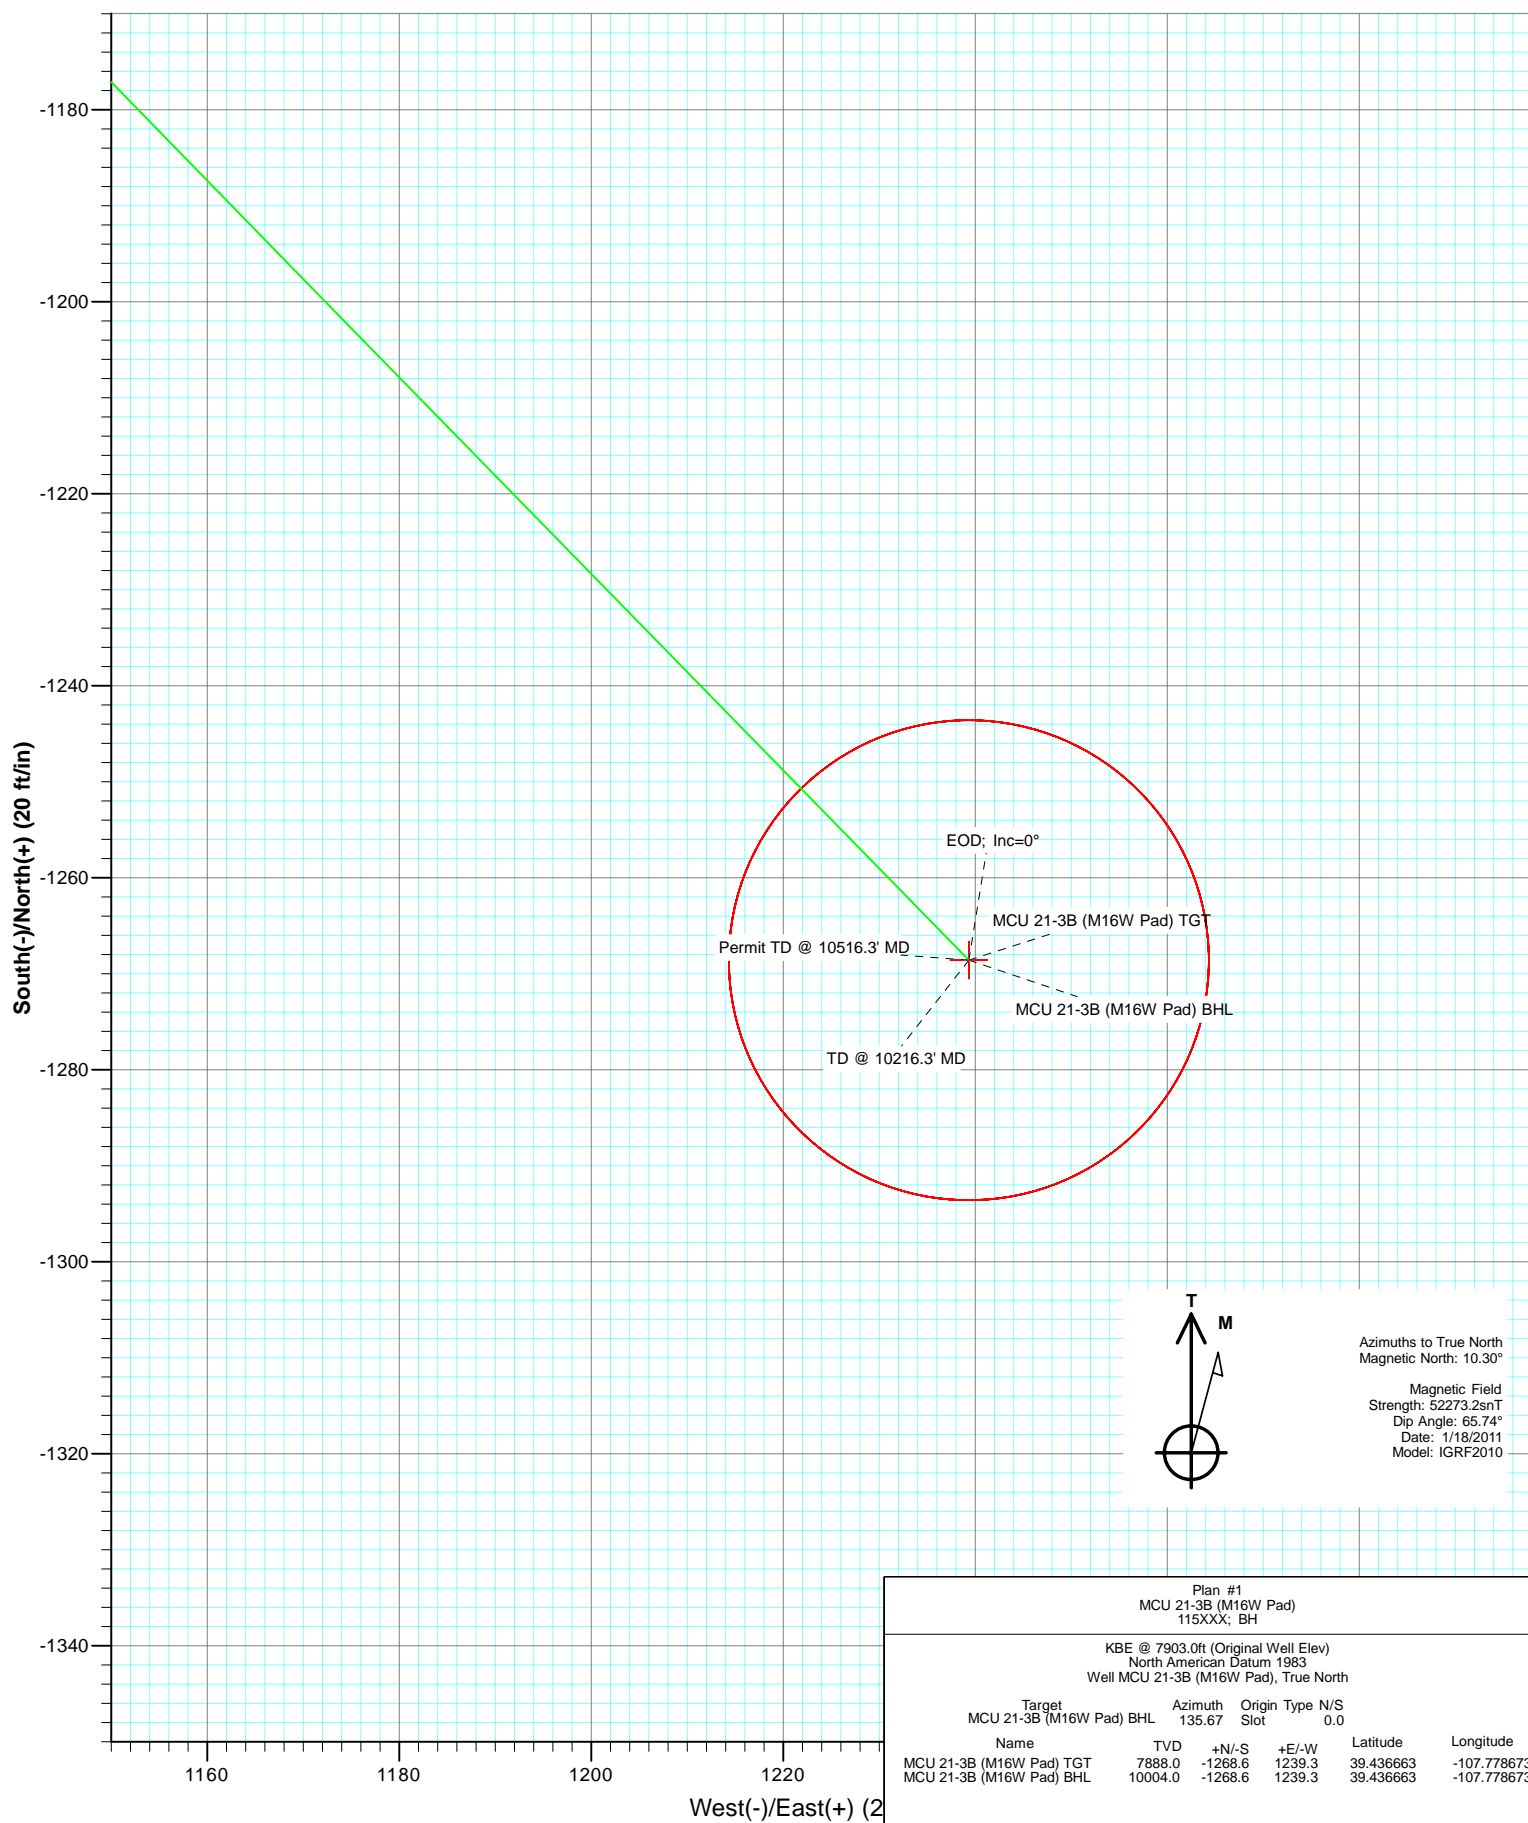 -1180
-1200
-1220
-1240
-1260
-1280
-1300
-1320
-1340
South(-)/North(+) (20 ft/in)
EOD; Inc=0°
MCU 21-3B (M16W Pad) TGT
Permit TD @ 10516.3' MD
MCU 21-3B (M16W Pad) BHL
TD @ 10216.3' MD
T
M
Azimuths to True North
Magnetic North: 10.30°
Magnetic Field
Strength: 52273.2snT
Dip Angle: 65.74°
Date: 1/18/2011
Model: IGRF2010
Plan #1
MCU 21-3B (M16W Pad)
115XXX; BH
KBE @ 7903.0ft (Original Well Elev)
North American Datum 1983
Well MCU 21-3B (M16W Pad), True North
Target Azimuth Origin Type N/S
MCU 21-3B (M16W Pad) BHL 135.67 Slot 0.0
Name TVD +N/-S +E/-W Latitude Longitude
MCU 21-3B (M16W Pad) TGT 7888.0 -1268.6 1239.3 39.436663 -107.778673
MCU 21-3B (M16W Pad) BHL 10004.0 -1268.6 1239.3 39.436663 -107.778673
1160 1180 1200 1220
West(-)/East(+) (2